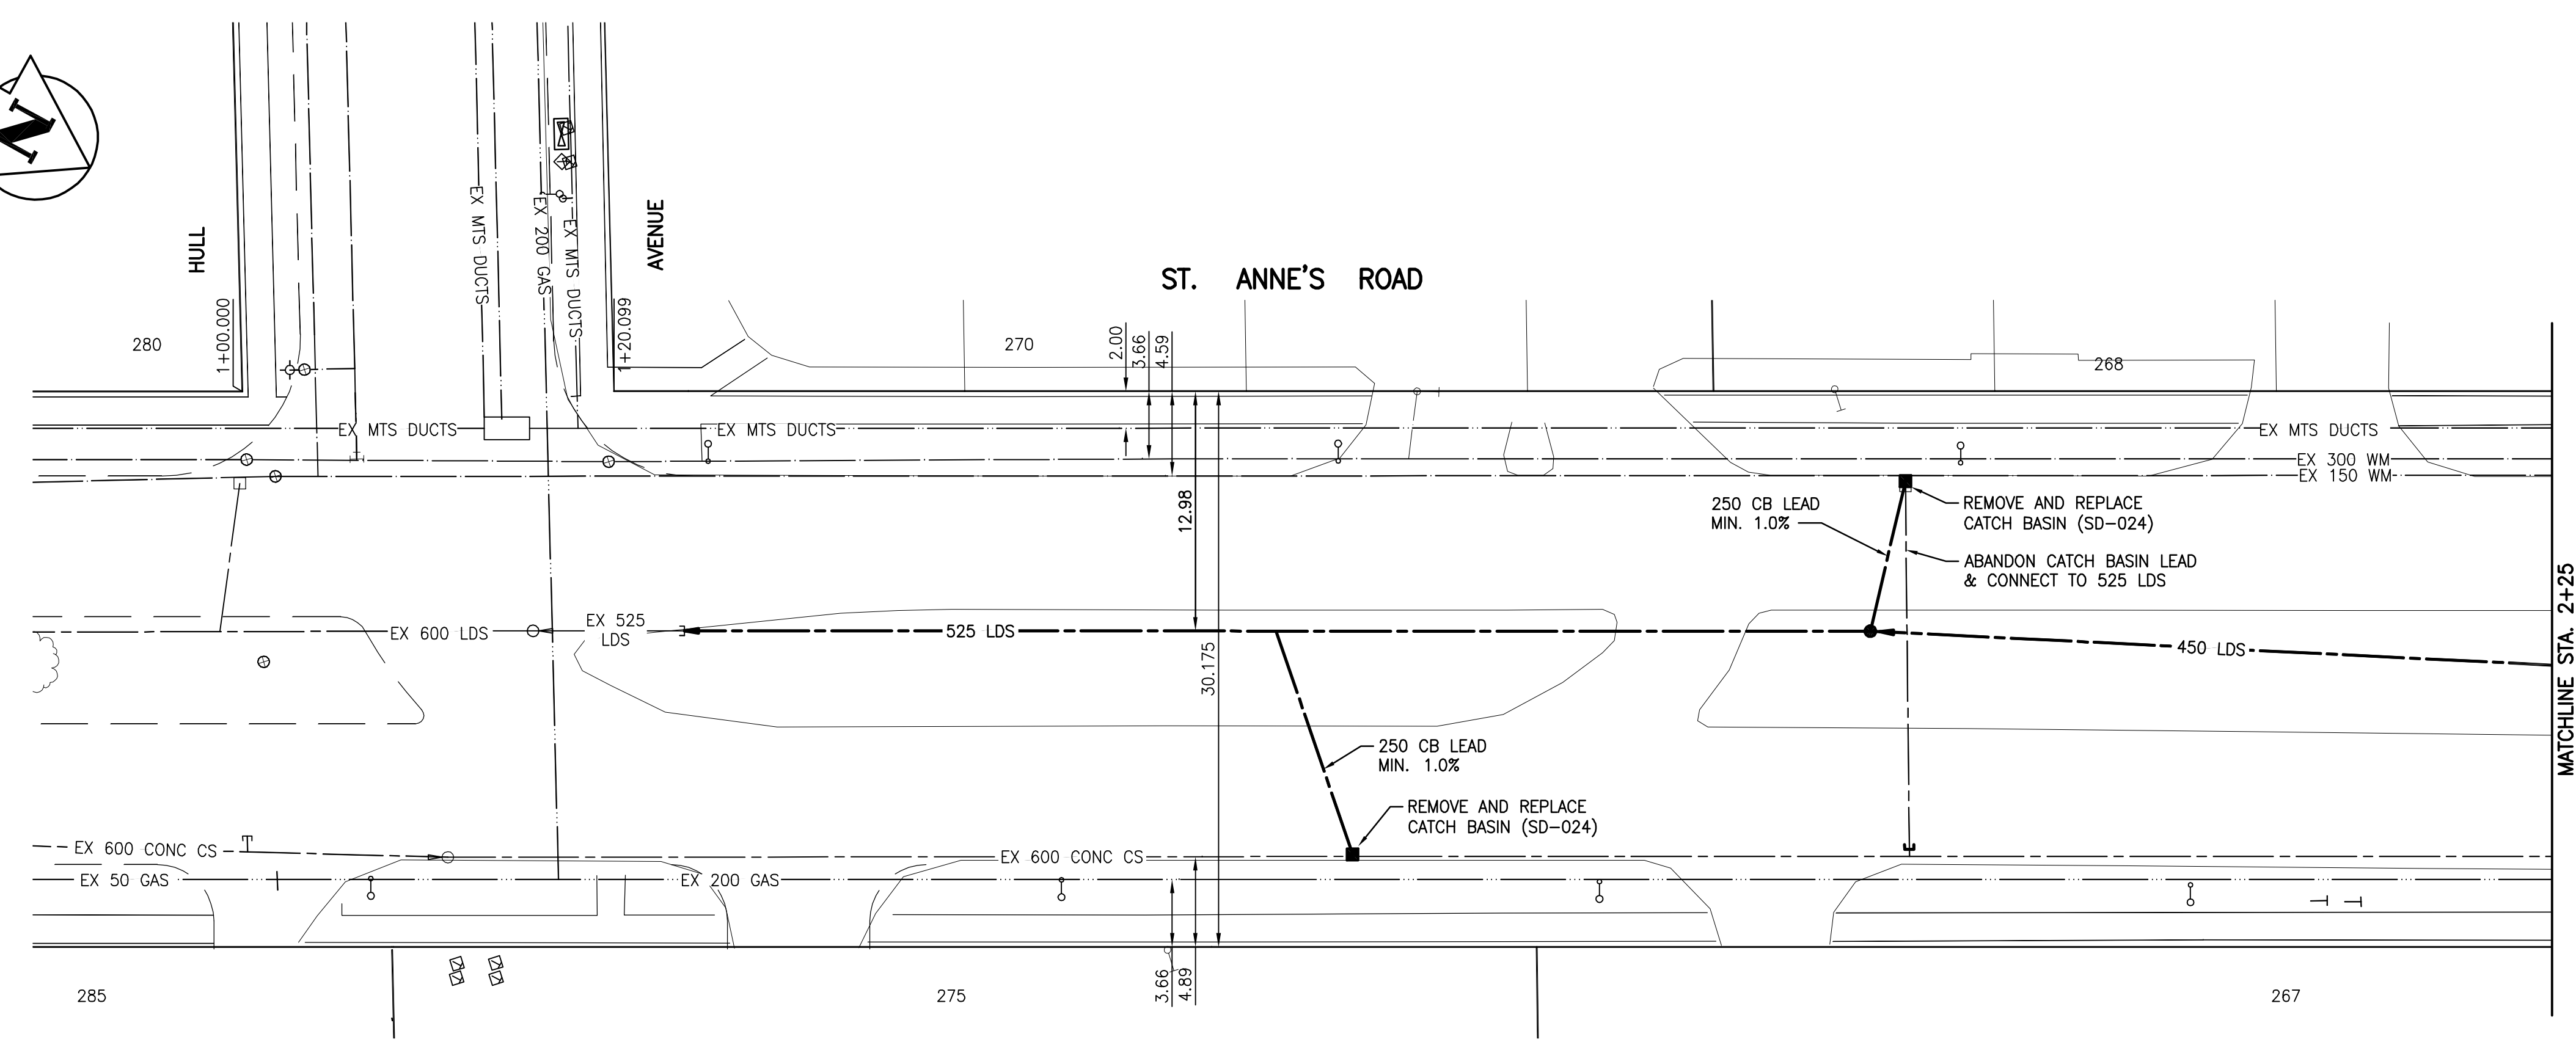 N
HULL
AVENUE
EX MTS DUCTS
EX 200 GAS
EX MTS DUCTS
ST. ANNE'S ROAD
280
1+00.000
1+20.099
270
2.00
3.66
4.59
268
EX MTS DUCTS
EX MTS DUCTS
EX MTS DUCTS
EX 300 WM
EX 150 WM
12.98
250 CB LEAD
MIN. 1.0%
REMOVE AND REPLACE
CATCH BASIN (SD-024)
ABANDON CATCH BASIN LEAD
& CONNECT TO 525 LDS
EX 600 LDS
EX 525
LDS
525 LDS
30.175
450 LDS
MATCHLINE STA. 2+25
250 CB LEAD
MIN. 1.0%
REMOVE AND REPLACE
CATCH BASIN (SD-024)
EX 600 CONC CS
EX 600 CONC CS
EX 50 GAS
EX 200 GAS
3.66
4.89
285
275
267